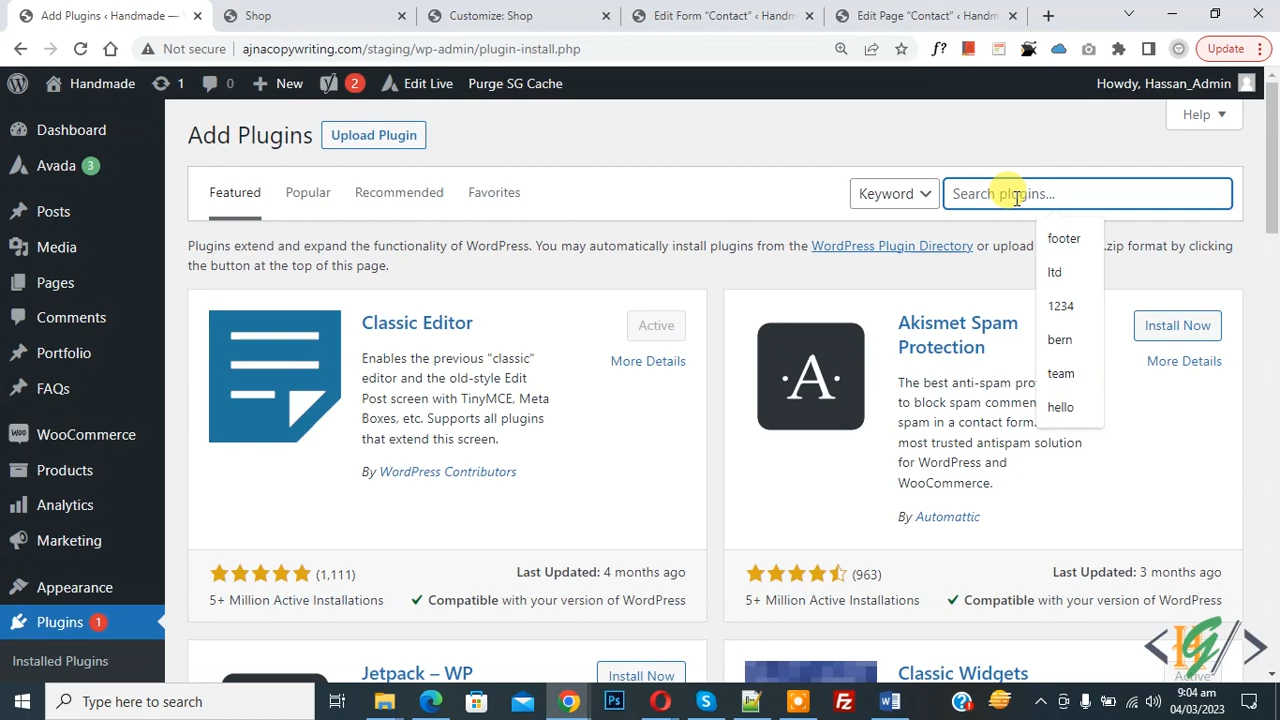 Add Plugins ‹ Handmade — W
Shop
Customize: Shop
Edit Form “Contact” ‹ Handm
Edit Page “Contact” ‹ Handm
Not secure
ajnacopywriting.com/staging/wp-admin/plugin-install.php
f?
Update
Handmade
1
0
New
2
Edit Live
Purge SG Cache
Howdy, Hassan_Admin
Dashboard
Avada 3
Posts
Media
Pages
Comments
Portfolio
FAQs
WooCommerce
Products
Analytics
Marketing
Appearance
Plugins 1
Installed Plugins
Help
Add Plugins
Upload Plugin
Featured
Popular
Recommended
Favorites
Keyword
Search plugins...
footer
ltd
1234
bern
team
hello
Plugins extend and expand the functionality of WordPress. You may automatically install plugins from the WordPress Plugin Directory or upload .zip format by clicking
the button at the top of this page.
Classic Editor
Active
More Details
Enables the previous "classic"
editor and the old-style Edit
Post screen with TinyMCE, Meta
Boxes, etc. Supports all plugins
that extend this screen.
By WordPress Contributors
(1,111)
Last Updated: 4 months ago
5+ Million Active Installations
Compatible with your version of WordPress
·A·
Akismet Spam
Protection
Install Now
More Details
The best anti-spam pro
to block spam commen
spam in a contact form.
most trusted antispam solution
for WordPress and
WooCommerce.
By Automattic
(963)
Last Updated: 3 months ago
5+ Million Active Installations
Compatible with your version of WordPress
Jetpack – WP
Install Now
Classic Widgets
Active
HG
Type here to search
Ps
9:04 am
04/03/2023